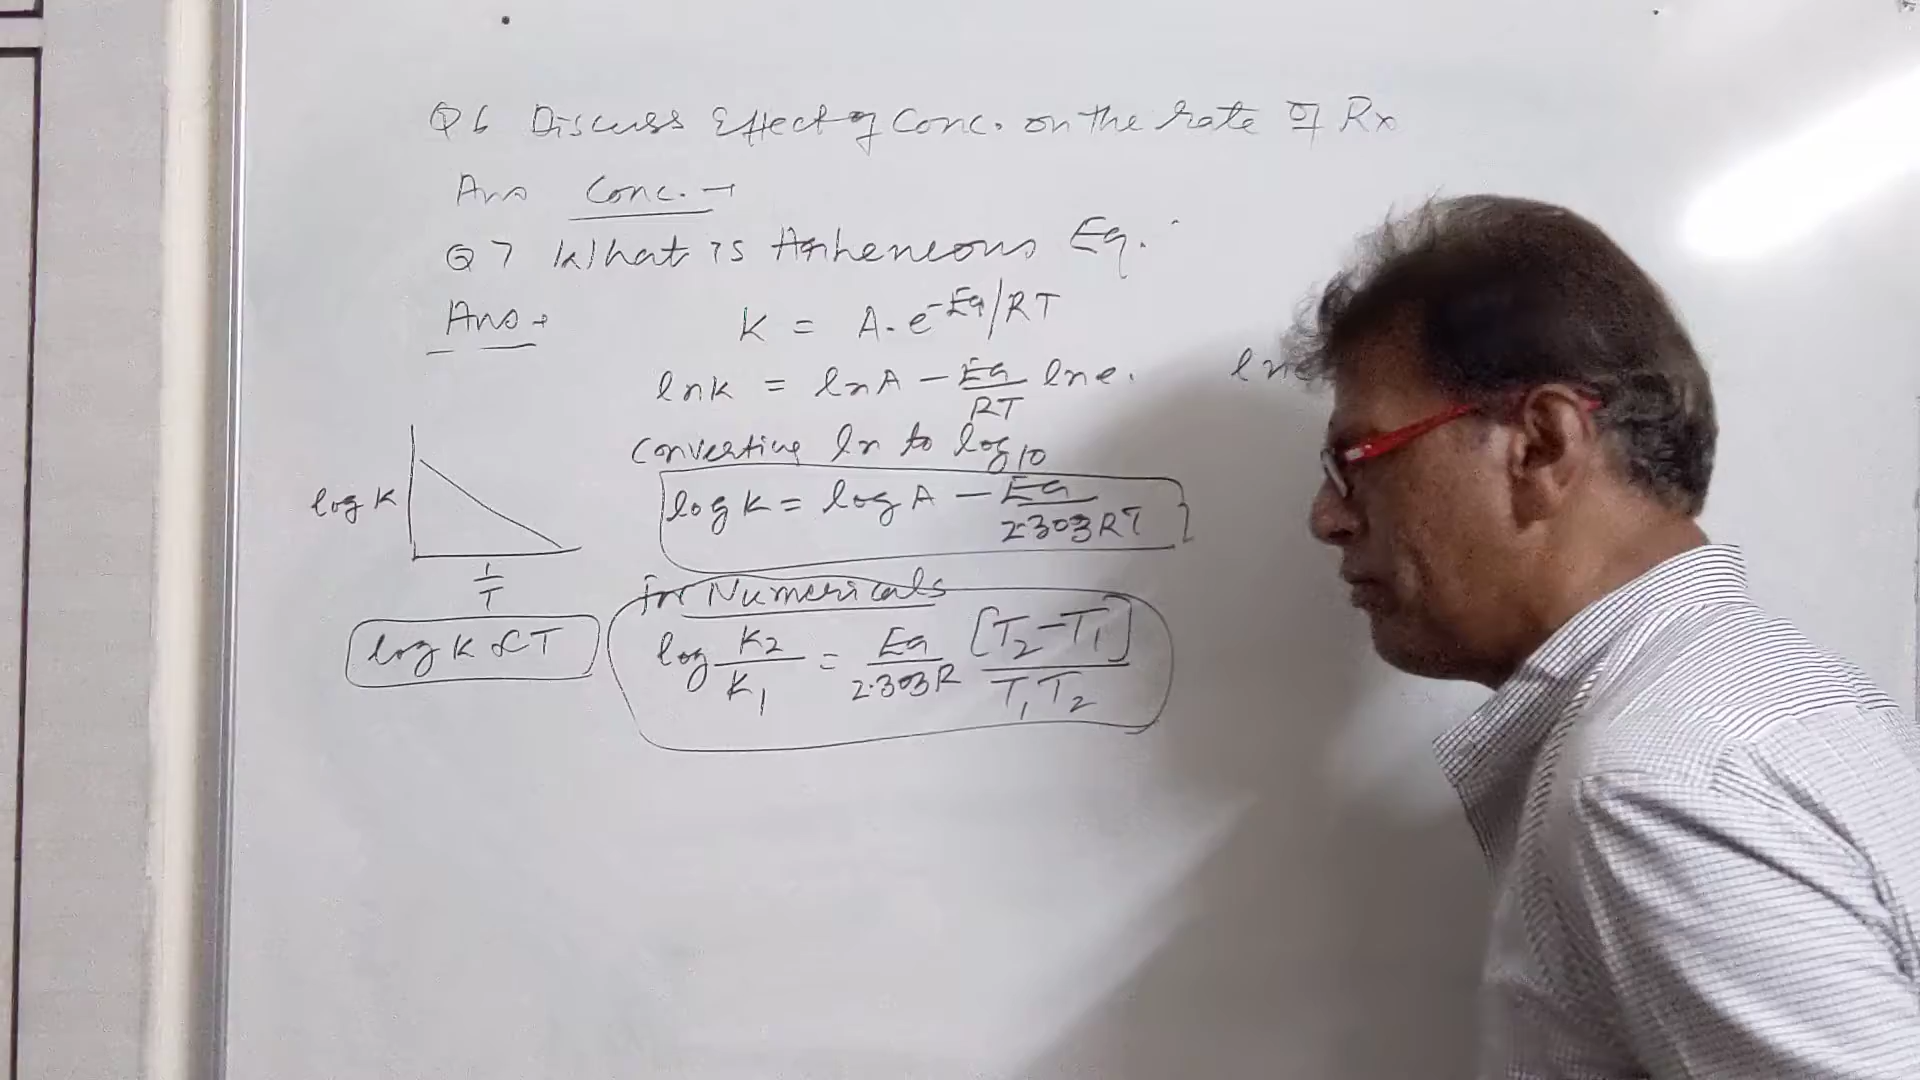 Q6 Discuss Effect of Conc. on the rate of Rx
Ans Conc. →
Q7 What is Arrheneous Eq.
Ans →
K = A. e^-Ea/RT
lnk = lnA - Ea/RT lne.
lne
Converting ln to log10
log K = log A - Ea/2.303RT
log K
1/T
log K ∝ T
for Numericals
log K2/K1 = Ea/2.303R [T2-T1]/T1T2